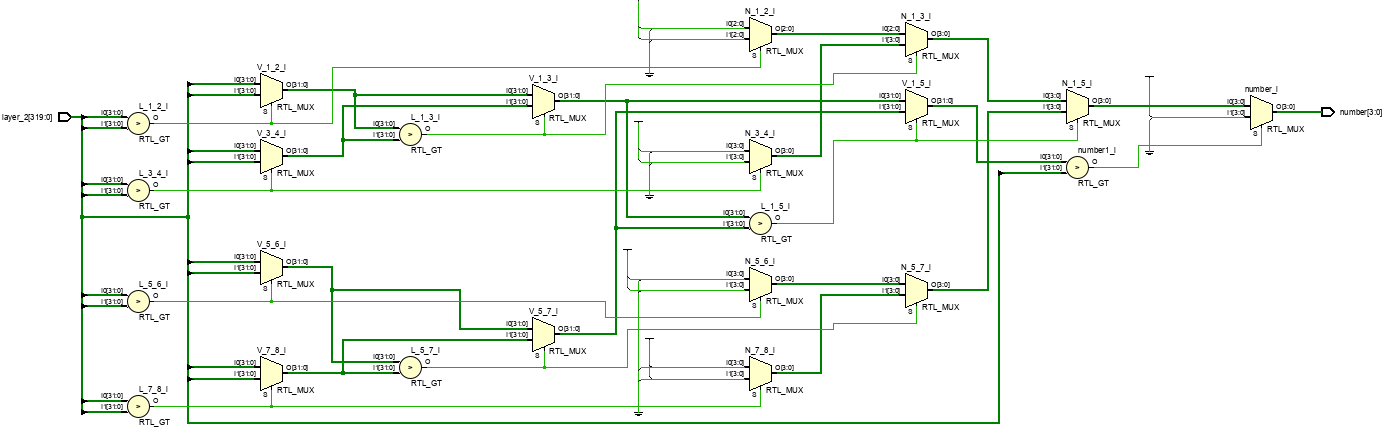 layer_2[319:0]
L_1_2_i
I0[31:0]
I1[31:0]
O
RTL_GT
L_3_4_i
I0[31:0]
I1[31:0]
O
RTL_GT
L_5_6_i
I0[31:0]
I1[31:0]
O
RTL_GT
L_7_8_i
I0[31:0]
I1[31:0]
O
RTL_GT
V_1_2_i
I0[31:0]
I1[31:0]
O[31:0]
S
RTL_MUX
V_3_4_i
I0[31:0]
I1[31:0]
O[31:0]
S
RTL_MUX
V_5_6_i
I0[31:0]
I1[31:0]
O[31:0]
S
RTL_MUX
V_7_8_i
I0[31:0]
I1[31:0]
O[31:0]
S
RTL_MUX
L_1_3_i
I0[31:0]
I1[31:0]
O
RTL_GT
L_5_7_i
I0[31:0]
I1[31:0]
O
RTL_GT
V_1_3_i
I0[31:0]
I1[31:0]
O[31:0]
S
RTL_MUX
V_5_7_i
I0[31:0]
I1[31:0]
O[31:0]
S
RTL_MUX
N_1_2_i
I0[2:0]
I1[2:0]
O[2:0]
S
RTL_MUX
N_3_4_i
I0[3:0]
I1[3:0]
O[3:0]
S
RTL_MUX
L_1_5_i
I0[31:0]
I1[31:0]
O
RTL_GT
N_5_6_i
I0[3:0]
I1[3:0]
O[3:0]
S
RTL_MUX
N_7_8_i
I0[3:0]
I1[3:0]
O[3:0]
S
RTL_MUX
N_1_3_i
I0[2:0]
I1[3:0]
O[3:0]
S
RTL_MUX
V_1_5_i
I0[31:0]
I1[31:0]
O[31:0]
S
RTL_MUX
N_5_7_i
I0[3:0]
I1[3:0]
O[3:0]
S
RTL_MUX
N_1_5_i
I0[3:0]
I1[3:0]
O[3:0]
S
RTL_MUX
number1_i
I0[31:0]
I1[31:0]
O
RTL_GT
number_i
I0[3:0]
I1[3:0]
O[3:0]
S
RTL_MUX
number[3:0]